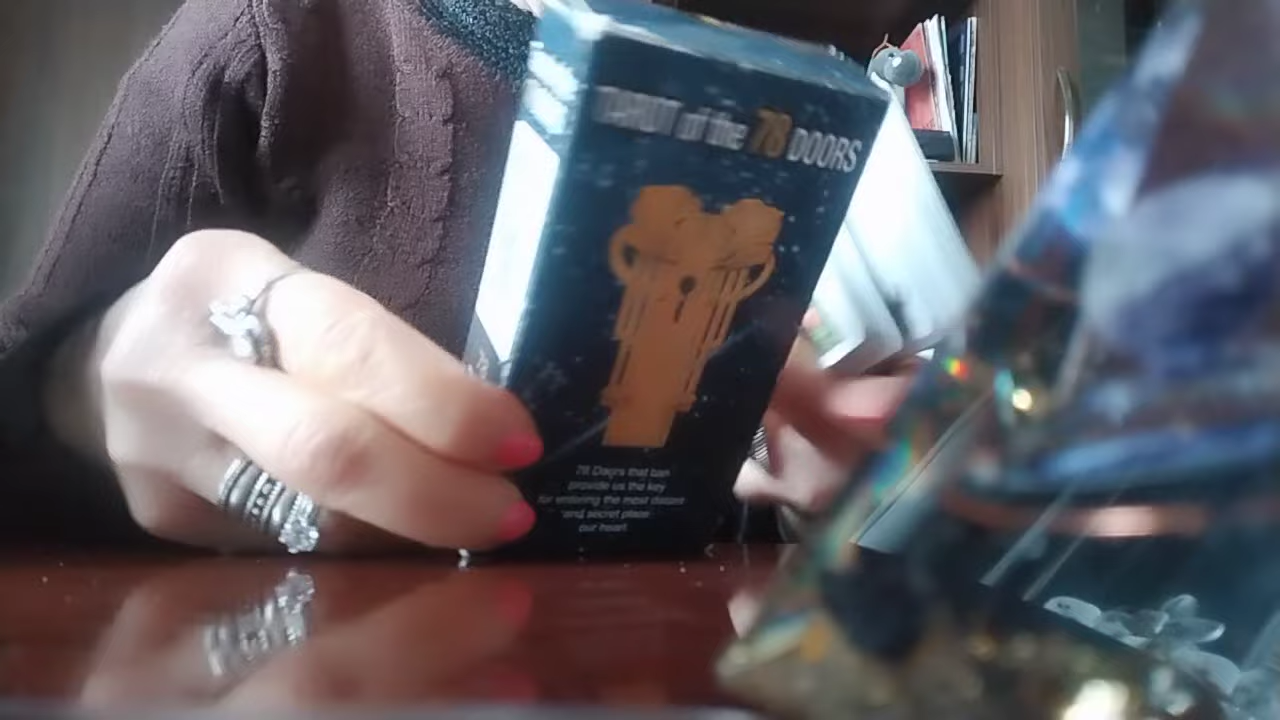 TAROT of the 78 DOORS
78 Doors that can
provide us the key
for entering the most distant
and secret place:
our heart